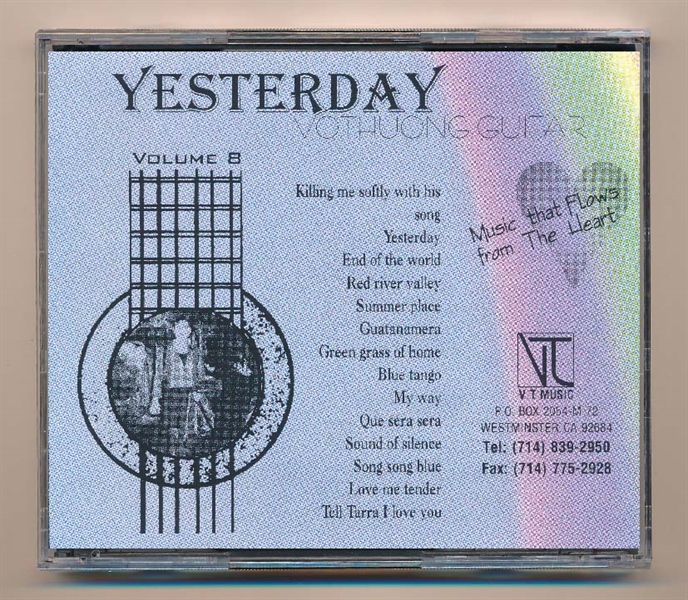 YESTERDAY
VOTHUONG GUITAR
VOLUME 8
Killing me softly with his
song
Yesterday
End of the world
Red river valley
Summer place
Guatanamera
Green grass of home
Blue tango
My way
Que sera sera
Sound of silence
Song song blue
Love me tender
Tell Tarra I love you
Music that Flows
from The Heart
VT
V T MUSIC
P.O. BOX 2064-M 72
WESTMINSTER CA 92684
Tel: (714) 839-2950
Fax: (714) 775-2928